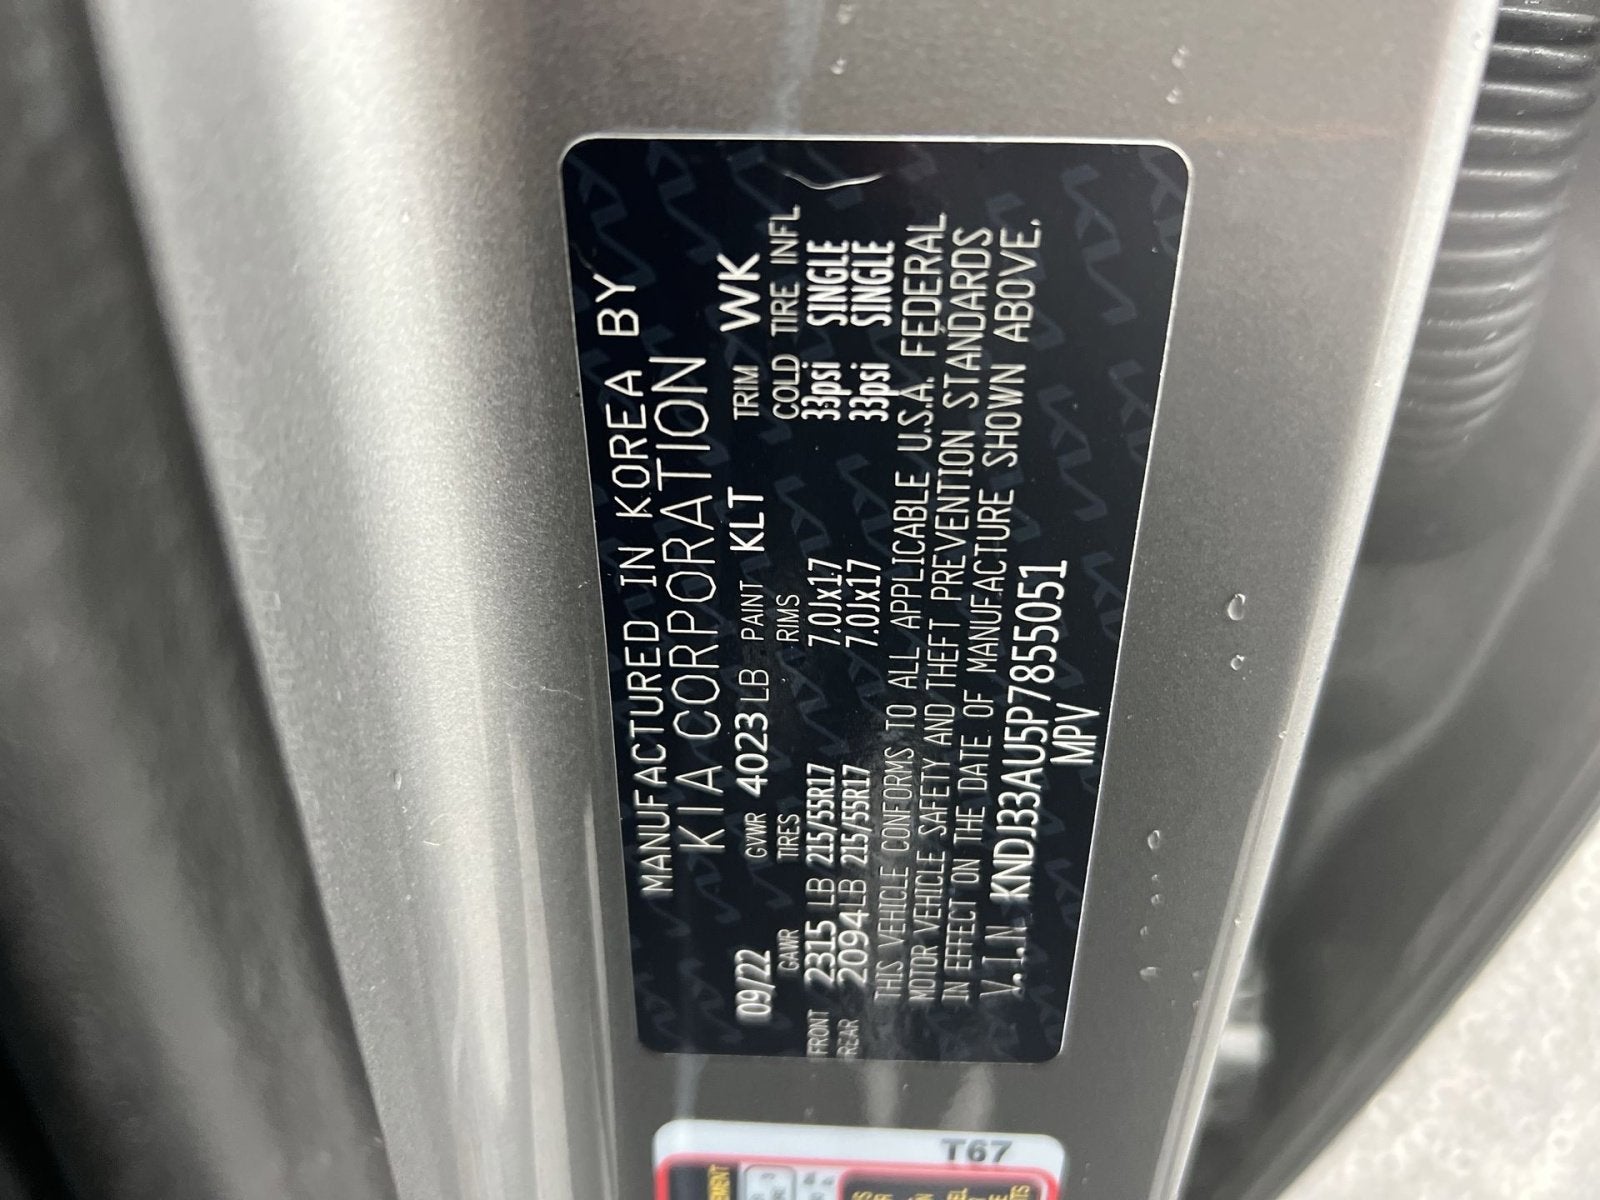 MANUFACTURED IN KOREA BY
KIA CORPORATION
09/22 GVWR 4023 LB PAINT KLT TRIM WK
GAWR TIRES RIMS COLD TIRE INFL
FRONT 2315 LB 215/55R17 7.0Jx17 33psi SINGLE
REAR 2094LB 215/55R17 7.0Jx17 33psi SINGLE
THIS VEHICLE CONFORMS TO ALL APPLICABLE U.S.A. FEDERAL
MOTOR VEHICLE SAFETY AND THEFT PREVENTION STANDARDS
IN EFFECT ON THE DATE OF MANUFACTURE SHOWN ABOVE.
V.I.N KNDJ33AU5P7855051
MPV
T67